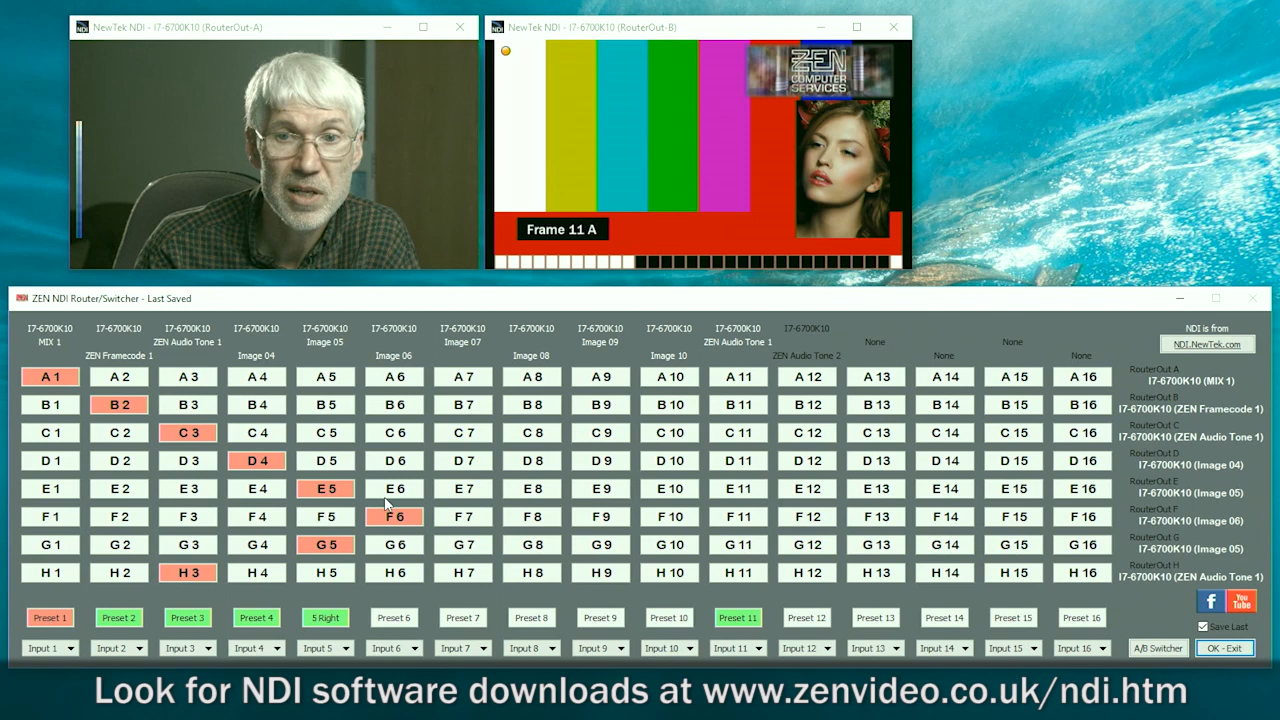 NewTek NDI - I7-6700K10 (RouterOut-A)
NewTek NDI - I7-6700K10 (RouterOut-B)
ZEN
COMPUTER
SERVICES
Frame 11 A
ZEN NDI Router/Switcher - Last Saved
I7-6700K10 I7-6700K10 I7-6700K10 I7-6700K10 I7-6700K10 I7-6700K10 I7-6700K10 I7-6700K10 I7-6700K10 I7-6700K10 I7-6700K10 I7-6700K10 NDI is from
MIX 1 ZEN Audio Tone 1 Image 05 Image 07 Image 09 ZEN Audio Tone 1 None None NDI.NewTek.com
ZEN Framecode 1 Image 04 Image 06 Image 08 Image 10 ZEN Audio Tone 2 None None
RouterOut A
A 1 A 2 A 3 A 4 A 5 A 6 A 7 A 8 A 9 A 10 A 11 A 12 A 13 A 14 A 15 A 16 I7-6700K10 (MIX 1)
RouterOut B
B 1 B 2 B 3 B 4 B 5 B 6 B 7 B 8 B 9 B 10 B 11 B 12 B 13 B 14 B 15 B 16 I7-6700K10 (ZEN Framecode 1)
RouterOut C
C 1 C 2 C 3 C 4 C 5 C 6 C 7 C 8 C 9 C 10 C 11 C 12 C 13 C 14 C 15 C 16 I7-6700K10 (ZEN Audio Tone 1)
RouterOut D
D 1 D 2 D 3 D 4 D 5 D 6 D 7 D 8 D 9 D 10 D 11 D 12 D 13 D 14 D 15 D 16 I7-6700K10 (Image 04)
RouterOut E
E 1 E 2 E 3 E 4 E 5 E 6 E 7 E 8 E 9 E 10 E 11 E 12 E 13 E 14 E 15 E 16 I7-6700K10 (Image 05)
RouterOut F
F 1 F 2 F 3 F 4 F 5 F 6 F 7 F 8 F 9 F 10 F 11 F 12 F 13 F 14 F 15 F 16 I7-6700K10 (Image 06)
RouterOut G
G 1 G 2 G 3 G 4 G 5 G 6 G 7 G 8 G 9 G 10 G 11 G 12 G 13 G 14 G 15 G 16 I7-6700K10 (Image 05)
RouterOut H
H 1 H 2 H 3 H 4 H 5 H 6 H 7 H 8 H 9 H 10 H 11 H 12 H 13 H 14 H 15 H 16 I7-6700K10 (ZEN Audio Tone 1)
f You Tube
Preset 1 Preset 2 Preset 3 Preset 4 5 Right Preset 6 Preset 7 Preset 8 Preset 9 Preset 10 Preset 11 Preset 12 Preset 13 Preset 14 Preset 15 Preset 16
Save Last
Input 1 Input 2 Input 3 Input 4 Input 5 Input 6 Input 7 Input 8 Input 9 Input 10 Input 11 Input 12 Input 13 Input 14 Input 15 Input 16 A/B Switcher OK - Exit
Look for NDI software downloads at www.zenvideo.co.uk/ndi.htm